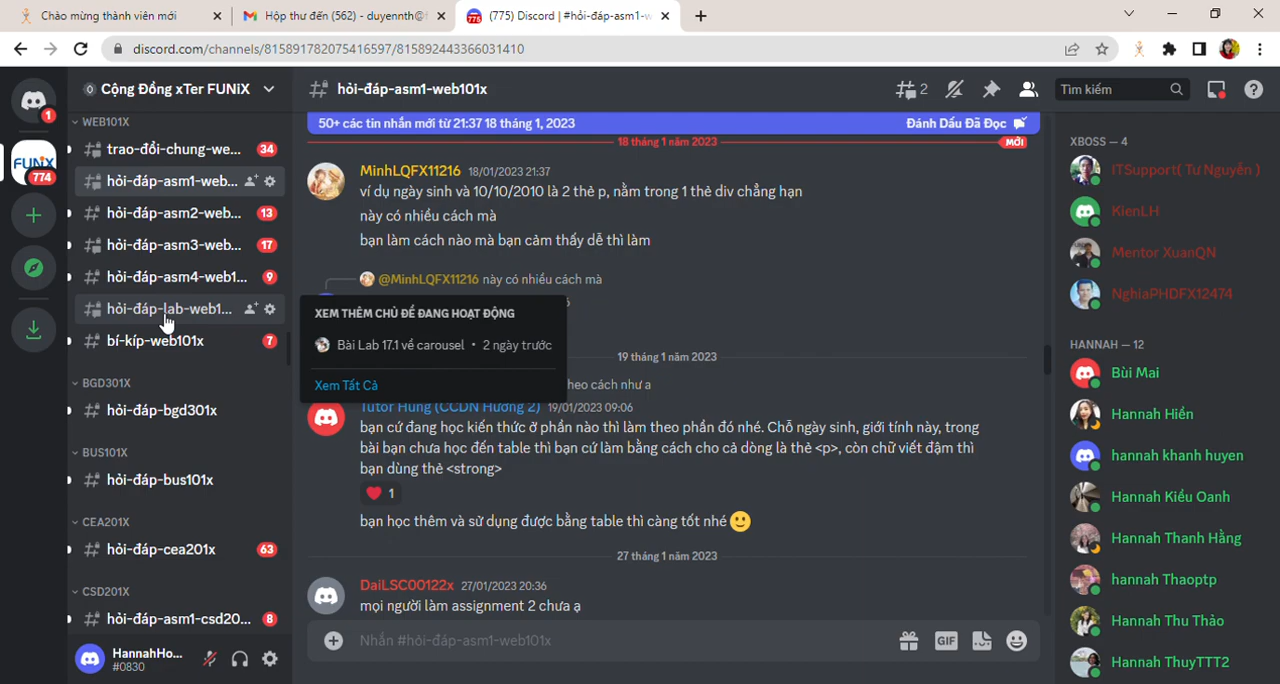 Chào mừng thành viên mới
Hộp thư đến (562) - duyennth@f
(775) Discord | #hỏi-đáp-asm1-w
discord.com/channels/815891782075416597/815892443366031410
1
FUNiX
774
Cộng Đồng xTer FUNiX
WEB101X
trao-đổi-chung-we... 34
hỏi-đáp-asm1-web...
hỏi-đáp-asm2-web... 13
hỏi-đáp-asm3-web... 17
hỏi-đáp-asm4-web1... 9
hỏi-đáp-lab-web1...
bí-kíp-web101x 7
BGD301X
hỏi-đáp-bgd301x
BUS101X
hỏi-đáp-bus101x
CEA201X
hỏi-đáp-cea201x 63
CSD201X
hỏi-đáp-asm1-csd20... 8
HannahHo...
#0830
hỏi-đáp-asm1-web101x
2
Tìm kiếm
50+ các tin nhắn mới từ 21:37 18 tháng 1, 2023 Đánh Dấu Đã Đọc
18 tháng 1 năm 2023 MỚI
MinhLQFX11216 18/01/2023 21:37
ví dụ ngày sinh và 10/10/2010 là 2 thẻ p, nằm trong 1 thẻ div chẳng hạn
này có nhiều cách mà
bạn làm cách nào mà bạn cảm thấy dễ thì làm
@MinhLQFX11216 này có nhiều cách mà
XEM THÊM CHỦ ĐỀ ĐANG HOẠT ĐỘNG
Bài Lab 17.1 về carousel • 2 ngày trước
Xem Tất Cả
19 tháng 1 năm 2023
heo cách như a
Tutor Hùng (CCDN Hướng 2) 19/01/2023 09:06
bạn cứ đang học kiến thức ở phần nào thì làm theo phần đó nhé. Chỗ ngày sinh, giới tính này, trong
bài bạn chưa học đến table thì bạn cứ làm bằng cách cho cả dòng là thẻ <p>, còn chữ viết đậm thì
bạn dùng thẻ <strong>
1
bạn học thêm và sử dụng được bằng table thì càng tốt nhé
27 tháng 1 năm 2023
DaiLSC00122x 27/01/2023 20:36
mọi người làm assignment 2 chưa ạ
Nhắn #hỏi-đáp-asm1-web101x
GIF
XBOSS — 4
ITSupport( Tư Nguyễn )
KienLH
Mentor XuanQN
NghiaPHDFX12474
HANNAH — 12
Bùi Mai
Hannah Hiền
hannah khanh huyen
Hannah Kiều Oanh
Hannah Thanh Hằng
hannah Thaoptp
Hannah Thu Thảo
Hannah ThuyTTT2